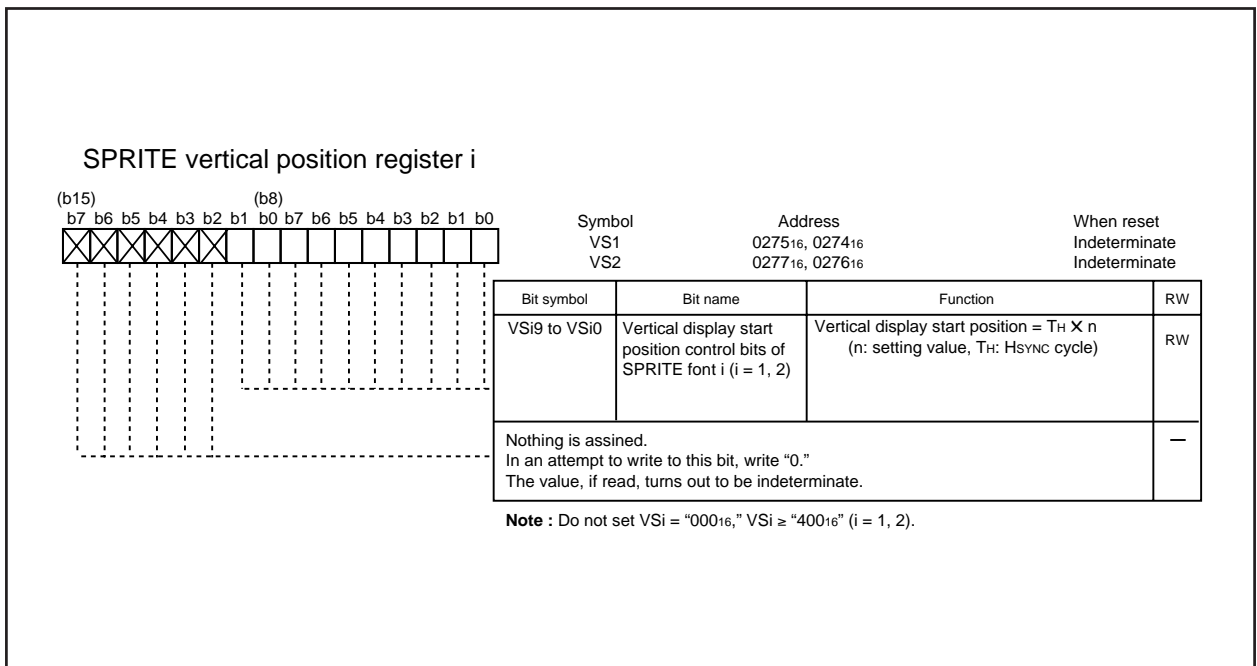 SPRITE vertical position register i
(b15) (b8)
b7 b6 b5 b4 b3 b2 b1 b0 b7 b6 b5 b4 b3 b2 b1 b0
Symbol Address When reset
VS1 027516, 027416 Indeterminate
VS2 027716, 027616 Indeterminate
Bit symbol Bit name Function RW
VSi9 to VSi0 Vertical display start Vertical display start position = TH X n RW
position control bits of (n: setting value, TH: HSYNC cycle)
SPRITE font i (i = 1, 2)
Nothing is assined. —
In an attempt to write to this bit, write “0.”
The value, if read, turns out to be indeterminate.
Note : Do not set VSi = “00016,” VSi ≥ “40016” (i = 1, 2).